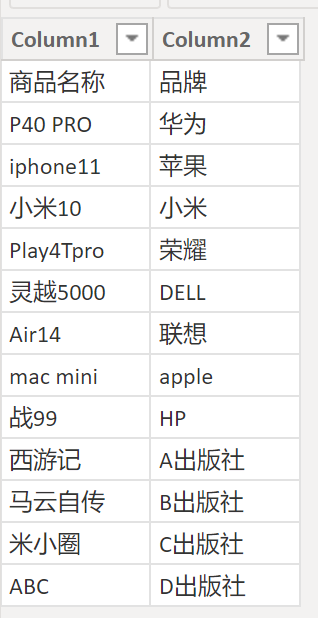 Column1 Column2
商品名称 品牌
P40 PRO 华为
iphone11 苹果
小米10 小米
Play4Tpro 荣耀
灵越5000 DELL
Air14 联想
mac mini apple
战99 HP
西游记 A出版社
马云自传 B出版社
米小圈 C出版社
ABC D出版社